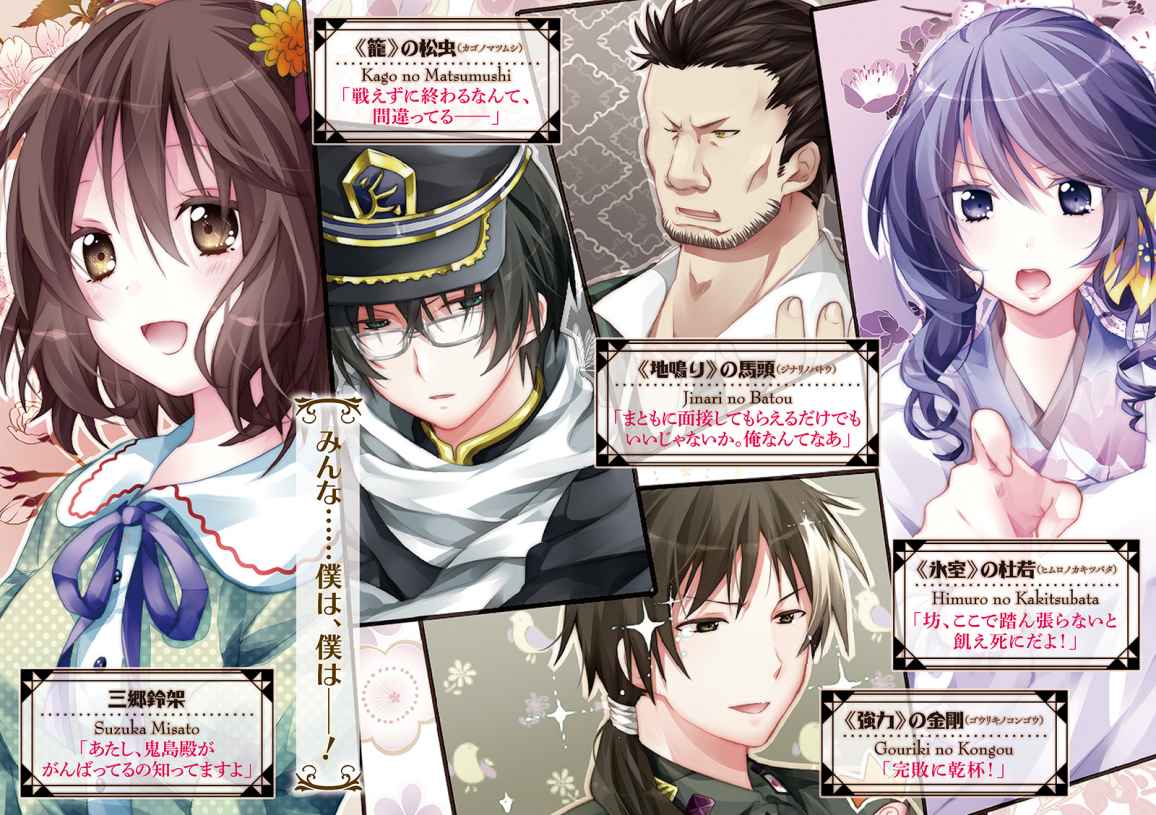 《籠》の松虫（カゴノマツムシ）
Kago no Matsumushi
「戦えずに終わるなんて、
間違ってる――」
《地鳴り》の馬頭（ジナリノバトウ）
Jinari no Batou
「まともに面接してもらえるだけでも
いいじゃないか。俺なんてなあ」
《氷室》の杜若（ヒムロノカキツバタ）
Himuro no Kakitsubata
「坊、ここで踏ん張らないと
飢え死にだよ！」
みんな……僕は、僕は――！
三郷鈴架
Suzuka Misato
「あたし、鬼島殿が
がんばってるの知ってますよ」
《強力》の金剛（ゴウリキノコンゴウ）
Gouriki no Kongou
「完敗に乾杯！」